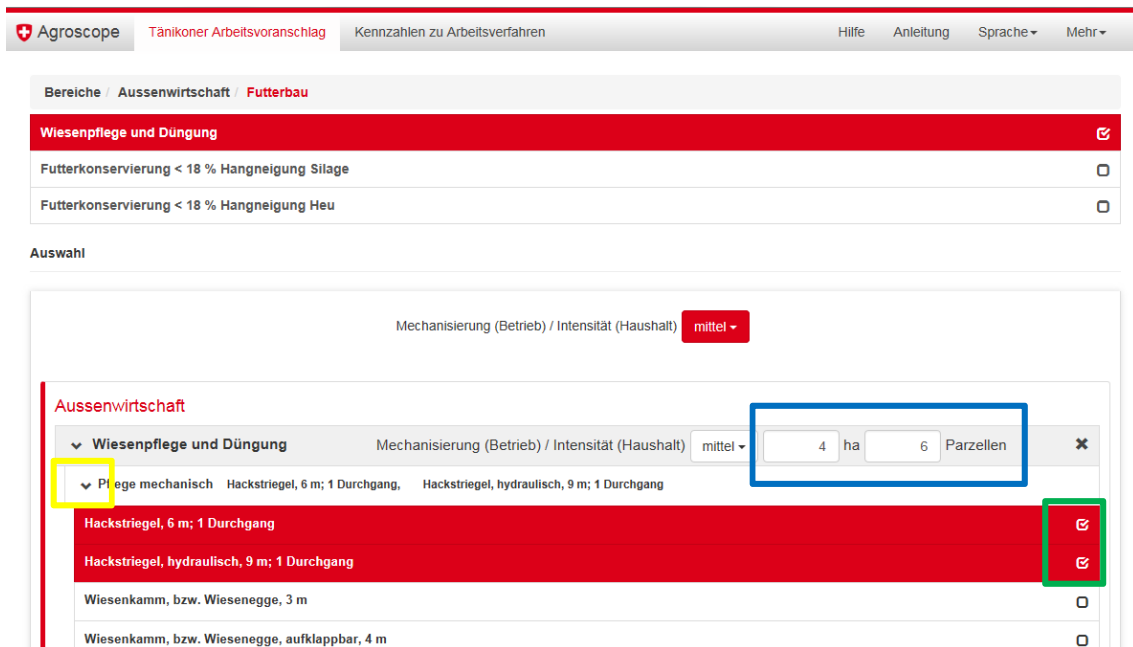 Agroscope Tänikoner Arbeitsvoranschlag Kennzahlen zu Arbeitsverfahren Hilfe Anleitung Sprache Mehr
Bereiche / Aussenwirtschaft / Futterbau
Wiesenpflege und Düngung
Futterkonservierung < 18 % Hangneigung Silage
Futterkonservierung < 18 % Hangneigung Heu
Auswahl
Mechanisierung (Betrieb) / Intensität (Haushalt) mittel
Aussenwirtschaft
Wiesenpflege und Düngung Mechanisierung (Betrieb) / Intensität (Haushalt) mittel 4 ha 6 Parzellen
Pflege mechanisch Hackstriegel, 6 m; 1 Durchgang, Hackstriegel, hydraulisch, 9 m; 1 Durchgang
Hackstriegel, 6 m; 1 Durchgang
Hackstriegel, hydraulisch, 9 m; 1 Durchgang
Wiesenkamm, bzw. Wiesenegge, 3 m
Wiesenkamm, bzw. Wiesenegge, aufklappbar, 4 m